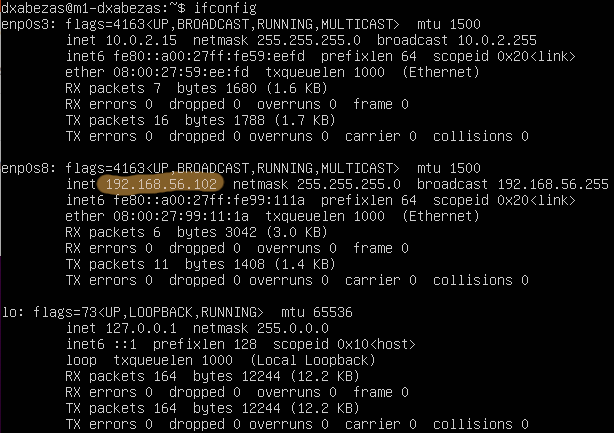 dxabezas@m1-dxabezas:~$ ifconfig
enp0s3: flags=4163<UP,BROADCAST,RUNNING,MULTICAST>  mtu 1500
        inet 10.0.2.15  netmask 255.255.255.0  broadcast 10.0.2.255
        inet6 fe80::a00:27ff:fe59:eefd  prefixlen 64  scopeid 0x20<link>
        ether 08:00:27:59:ee:fd  txqueuelen 1000  (Ethernet)
        RX packets 7  bytes 1680 (1.6 KB)
        RX errors 0  dropped 0  overruns 0  frame 0
        TX packets 16  bytes 1788 (1.7 KB)
        TX errors 0  dropped 0 overruns 0  carrier 0  collisions 0

enp0s8: flags=4163<UP,BROADCAST,RUNNING,MULTICAST>  mtu 1500
        inet 192.168.56.102  netmask 255.255.255.0  broadcast 192.168.56.255
        inet6 fe80::a00:27ff:fe99:111a  prefixlen 64  scopeid 0x20<link>
        ether 08:00:27:99:11:1a  txqueuelen 1000  (Ethernet)
        RX packets 6  bytes 3042 (3.0 KB)
        RX errors 0  dropped 0  overruns 0  frame 0
        TX packets 11  bytes 1408 (1.4 KB)
        TX errors 0  dropped 0 overruns 0  carrier 0  collisions 0

lo: flags=73<UP,LOOPBACK,RUNNING>  mtu 65536
        inet 127.0.0.1  netmask 255.0.0.0
        inet6 ::1  prefixlen 128  scopeid 0x10<host>
        loop  txqueuelen 1000  (Local Loopback)
        RX packets 164  bytes 12244 (12.2 KB)
        RX errors 0  dropped 0  overruns 0  frame 0
        TX packets 164  bytes 12244 (12.2 KB)
        TX errors 0  dropped 0 overruns 0  carrier 0  collisions 0